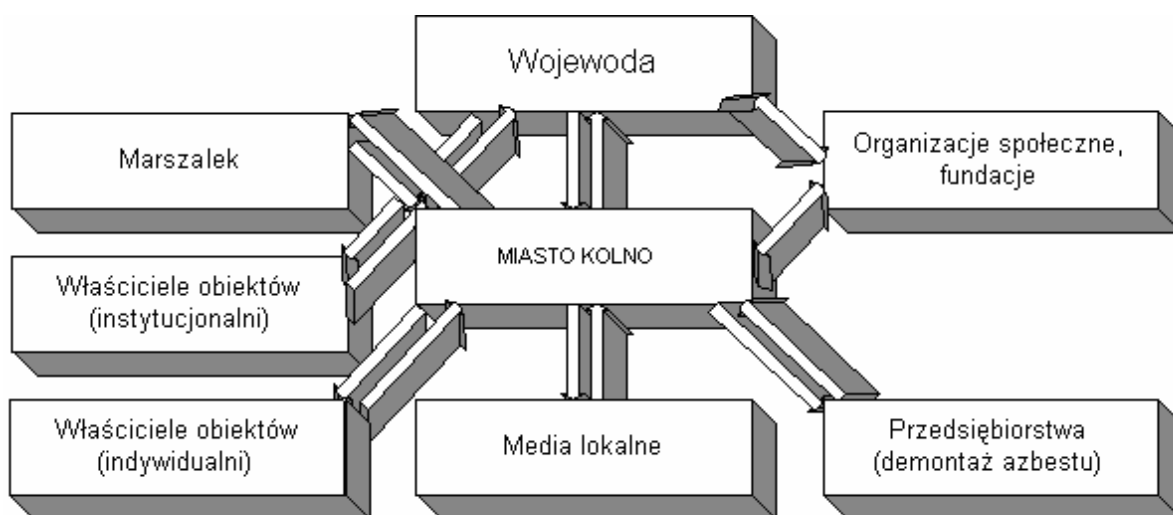 Wojewoda
Marszalek
Organizacje społeczne,
fundacje
MIASTO KOLNO
Właściciele obiektów
(instytucjonalni)
Właściciele obiektów
(indywidualni)
Media lokalne
Przedsiębiorstwa
(demontaż azbestu)